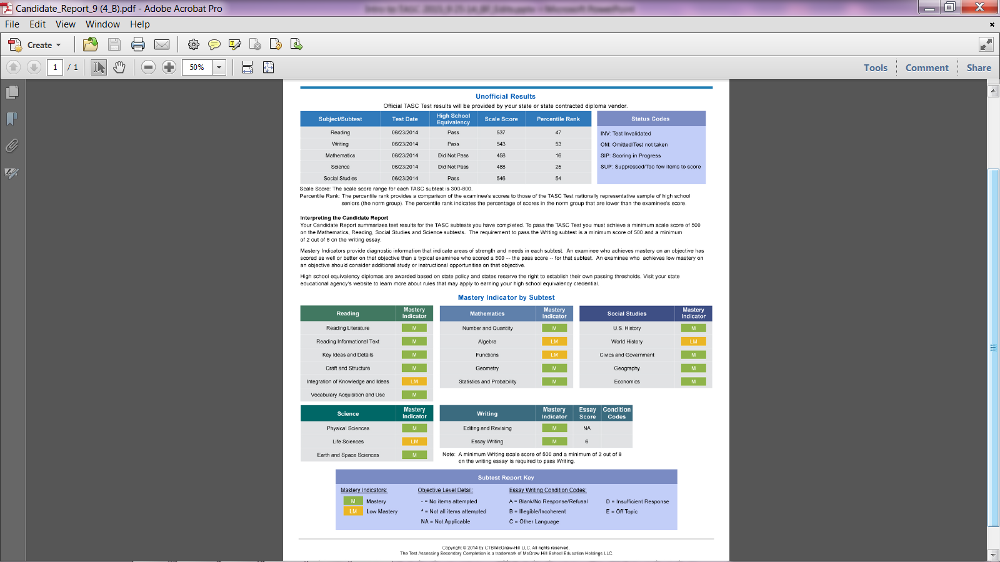 Candidate_Report_9 (4_B).pdf - Adobe Acrobat Pro
File Edit View Window Help
Create
1 / 1 50% Tools Comment Share
Unofficial Results
Official TASC Test results will be provided by your state or state contracted diploma vendor.
Subject/Subtest Test Date High School Equivalency Scale Score Percentile Rank
Reading 06/23/2014 Pass 537 47
Writing 06/23/2014 Pass 543 53
Mathematics 06/23/2014 Did Not Pass 458 16
Science 06/23/2014 Did Not Pass 488 25
Social Studies 06/23/2014 Pass 546 54
Status Codes
INV: Test Invalidated
OM: Omitted/Test not taken
SIP: Scoring in Progress
SUP: Suppressed/Too few items to score
Scale Score: The scale score range for each TASC subtest is 300-800.
Percentile Rank: The percentile rank provides a comparison of the examinee's scores to those of the TASC Test nationally representative sample of high school
seniors (the norm group). The percentile rank indicates the percentage of scores in the norm group that are lower than the examinee's score.
Interpreting the Candidate Report
Your Candidate Report summarizes test results for the TASC subtests you have completed. To pass the TASC Test you must achieve a minimum scale score of 500
on the Mathematics, Reading, Social Studies and Science subtests. The requirement to pass the Writing subtest is a minimum score of 500 and a minimum
of 2 out of 8 on the writing essay.
Mastery Indicators provide diagnostic information that indicate areas of strength and needs in each subtest. An examinee who achieves mastery on an objective has
scored as well or better on that objective than a typical examinee who scored a 500 -- the pass score -- for that subtest. An examinee who achieves low mastery on
an objective should consider additional study or instructional opportunities on that objective.
High school equivalency diplomas are awarded based on state policy and states reserve the right to establish their own passing thresholds. Visit your state
educational agency's website to learn more about rules that may apply to earning your high school equivalency credential.
Mastery Indicator by Subtest
Reading Mastery Indicator
Reading Literature M
Reading Informational Text M
Key Ideas and Details M
Craft and Structure M
Integration of Knowledge and Ideas LM
Vocabulary Acquisition and Use M
Mathematics Mastery Indicator
Number and Quantity M
Algebra LM
Functions LM
Geometry M
Statistics and Probability M
Social Studies Mastery Indicator
U.S. History M
World History LM
Civics and Government M
Geography M
Economics M
Science Mastery Indicator
Physical Sciences M
Life Sciences LM
Earth and Space Sciences M
Writing Mastery Indicator Essay Score Condition Codes
Editing and Revising M NA
Essay Writing M 6
Note: A minimum Writing scale score of 500 and a minimum of 2 out of 8
on the writing essay is required to pass Writing.
Subtest Report Key
Mastery Indicators:
M Mastery
LM Low Mastery
Objective Level Detail:
- = No items attempted
* = Not all items attempted
NA = Not Applicable
Essay Writing Condition Codes:
A = Blank/No Response/Refusal
B = Illegible/Incoherent
C = Other Language
D = Insufficient Response
E = Off Topic
Copyright © 2014 by CTB/McGraw-Hill LLC. All rights reserved.
The Test Assessing Secondary Completion is a trademark of McGraw-Hill School Education Holdings LLC.